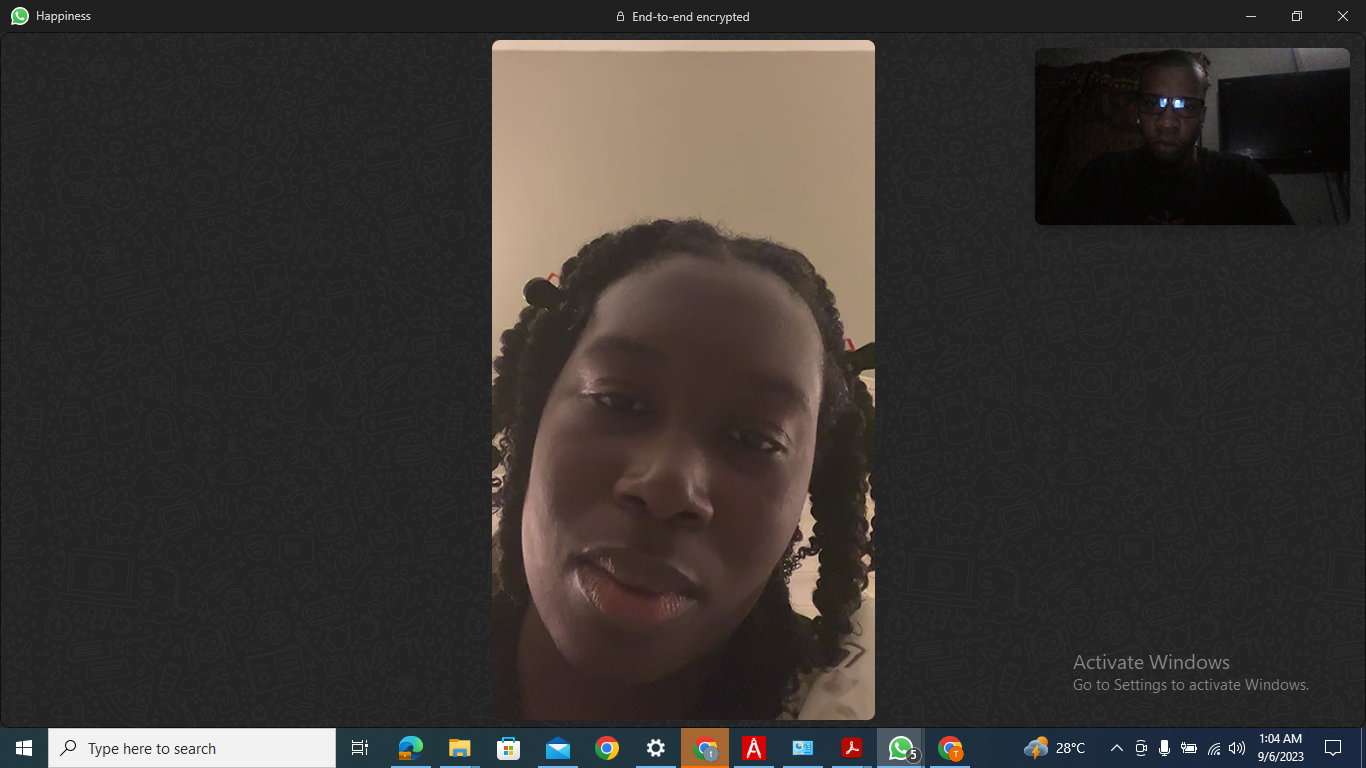 Happiness
End-to-end encrypted
Activate Windows
Go to Settings to activate Windows.
Type here to search
5
T
28°C
1:04 AM
9/6/2023